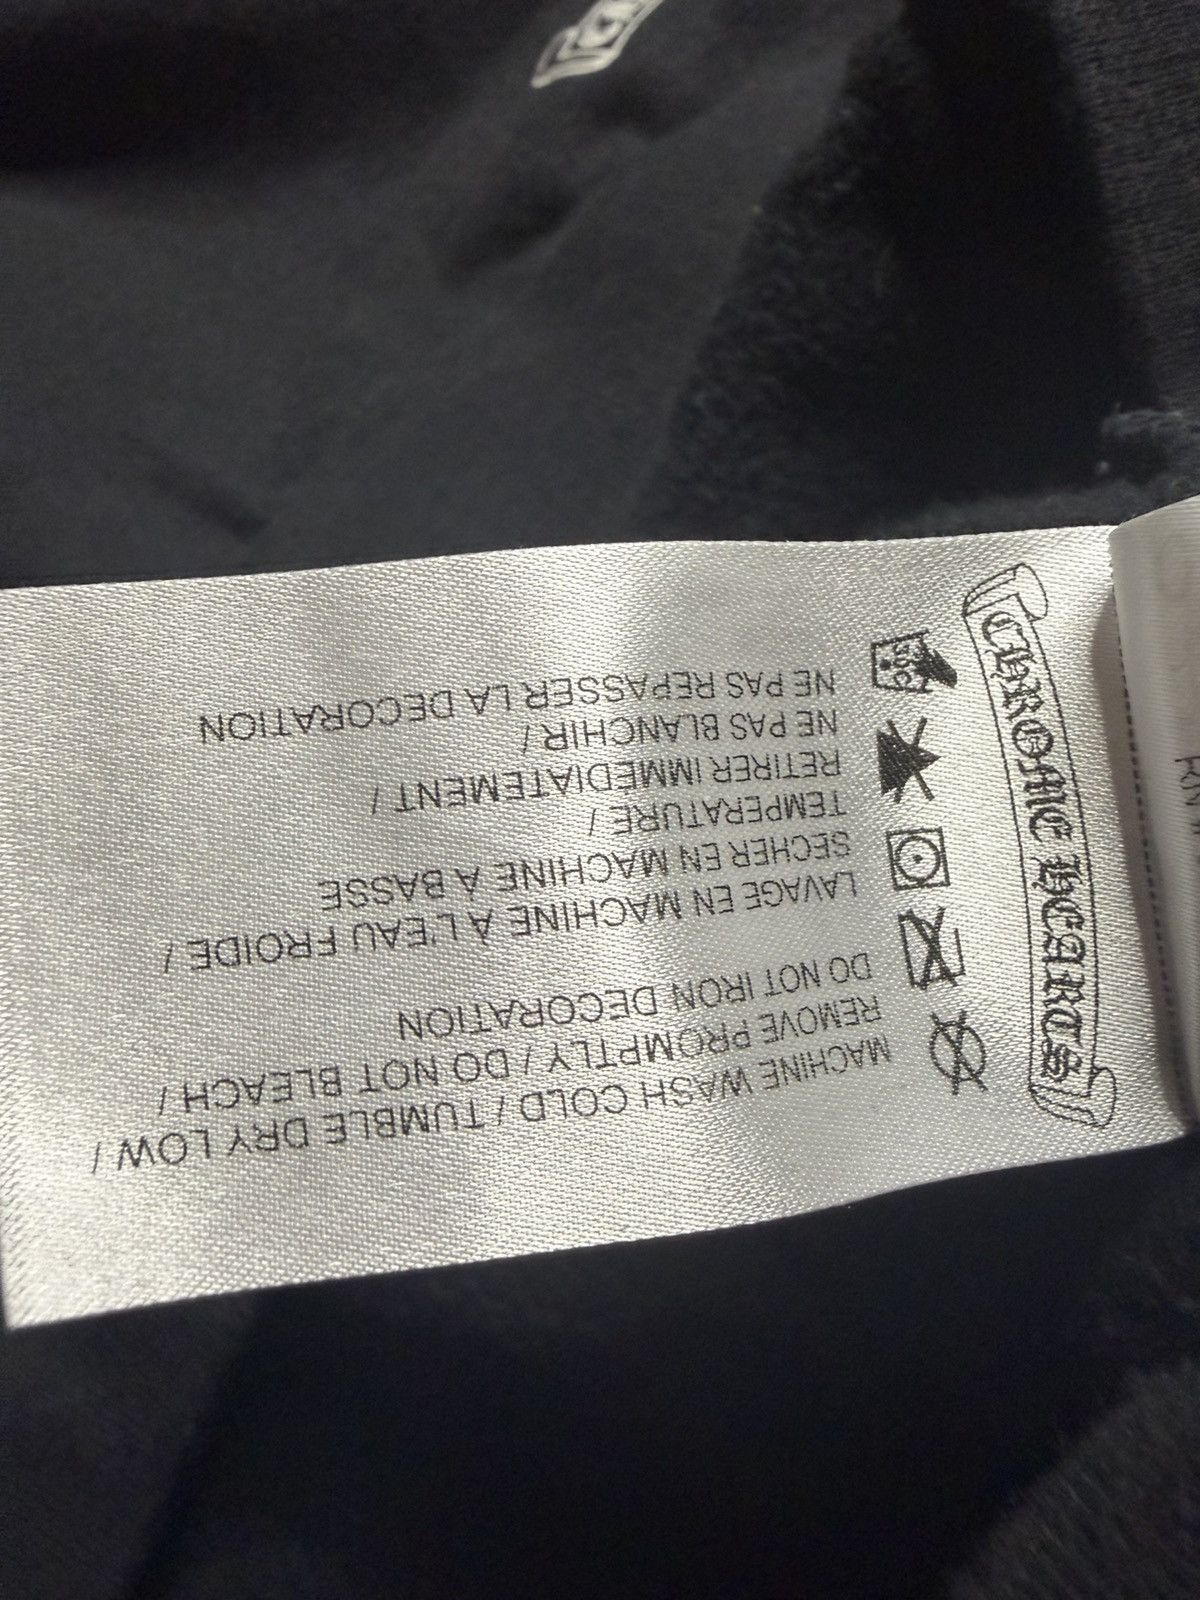 CHROME HEARTS
30C
MACHINE WASH COLD / TUMBLE DRY LOW /
REMOVE PROMPTLY / DO NOT BLEACH /
DO NOT IRON DECORATION
LAVAGE EN MACHINE À L'EAU FROIDE /
SECHER EN MACHINE A BASSE
TEMPERATURE /
RETIRER IMMEDIATEMENT /
NE PAS BLANCHIR /
NE PAS REPASSER LA DECORATION